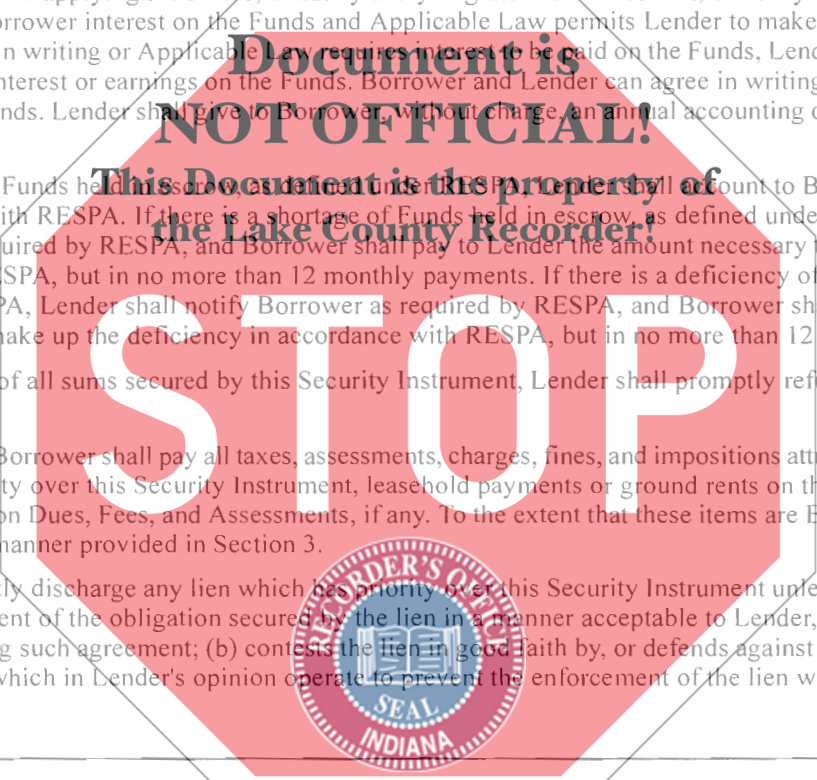 orrower interest on the Funds and Applicable Law permits Lender to make
n writing or Applicable Law requires interest to be paid on the Funds, Lend
Document is
nterest or earnings on the Funds. Borrower and Lender can agree in writing
nds. Lender shall give to Borrower, without charge, an annual accounting o
NOT OFFICIAL!
Funds held in escrow, as defined under RESPA, Lender shall account to B
This Document is the property of
ith RESPA. If there is a shortage of Funds held in escrow, as defined unde
the Lake County Recorder!
uired by RESPA, and Borrower shall pay to Lender the amount necessary t
SPA, but in no more than 12 monthly payments. If there is a deficiency of
PA, Lender shall notify Borrower as required by RESPA, and Borrower sh
nake up the deficiency in accordance with RESPA, but in no more than 12
of all sums secured by this Security Instrument, Lender shall promptly refu
STOP
Borrower shall pay all taxes, assessments, charges, fines, and impositions attr
ty over this Security Instrument, leasehold payments or ground rents on th
on Dues, Fees, and Assessments, if any. To the extent that these items are E
manner provided in Section 3.
tly discharge any lien which has priority over this Security Instrument unle
ent of the obligation secured by the lien in a manner acceptable to Lender,
g such agreement; (b) contests the lien in good faith by, or defends against
which in Lender's opinion operate to prevent the enforcement of the lien w
RECORDER'S OFFICE
SEAL
INDIANA